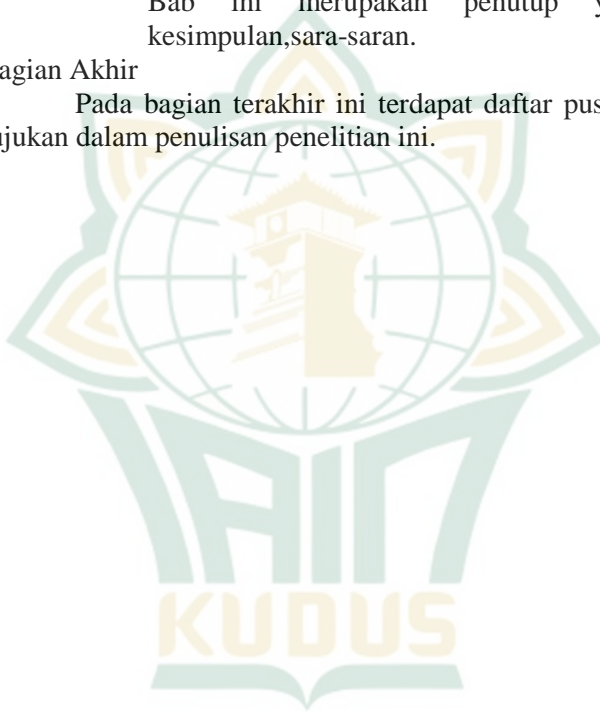 Bab ini merupakan penutup y
kesimpulan,sara-saran.
agian Akhir
Pada bagian terakhir ini terdapat daftar pus
ujukan dalam penulisan penelitian ini.
IAIN
KUDUS